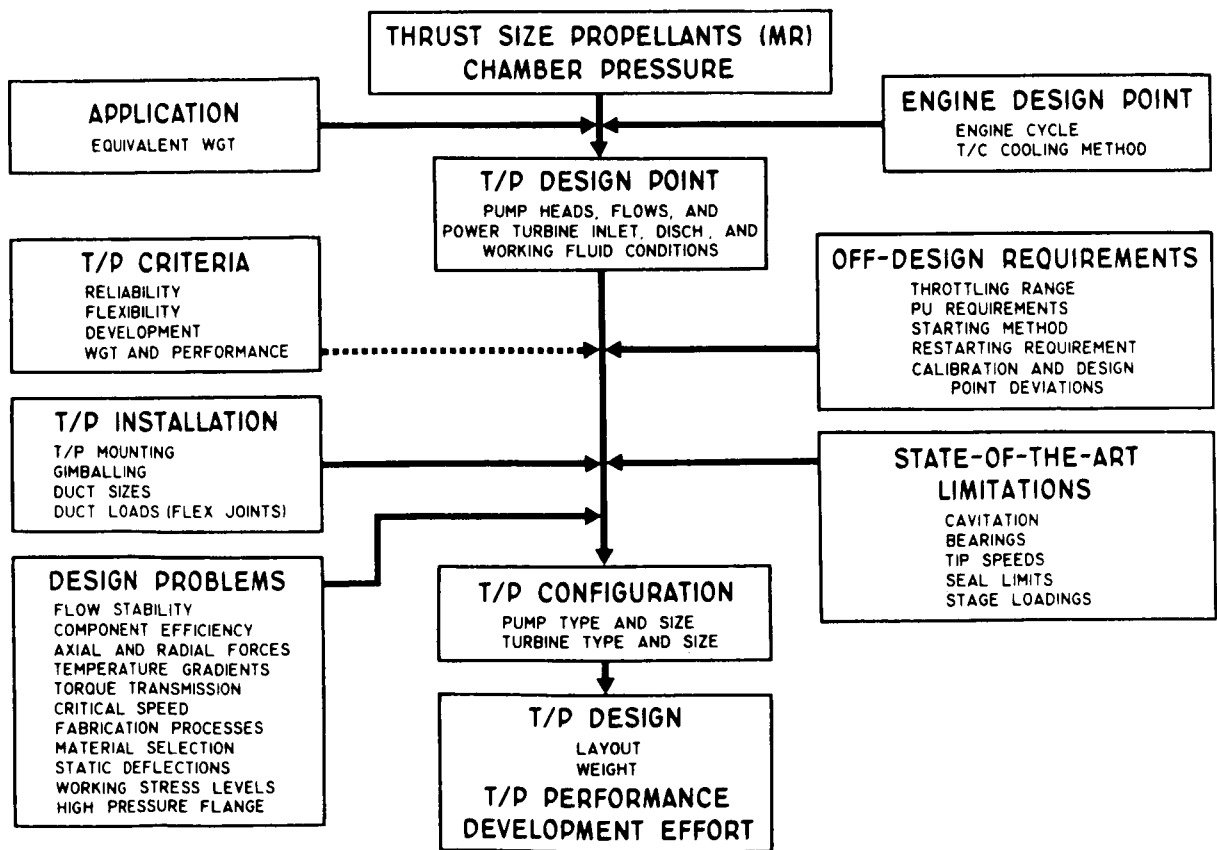 THRUST SIZE PROPELLANTS (MR)
CHAMBER PRESSURE
APPLICATION
EQUIVALENT WGT
ENGINE DESIGN POINT
ENGINE CYCLE
T/C COOLING METHOD
T/P DESIGN POINT
PUMP HEADS, FLOWS, AND
POWER TURBINE INLET, DISCH, AND
WORKING FLUID CONDITIONS
T/P CRITERIA
RELIABILITY
FLEXIBILITY
DEVELOPMENT
WGT AND PERFORMANCE
OFF-DESIGN REQUIREMENTS
THROTTLING RANGE
PU REQUIREMENTS
STARTING METHOD
RESTARTING REQUIREMENT
CALIBRATION AND DESIGN
POINT DEVIATIONS
T/P INSTALLATION
T/P MOUNTING
GIMBALLING
DUCT SIZES
DUCT LOADS (FLEX JOINTS)
STATE-OF-THE-ART
LIMITATIONS
CAVITATION
BEARINGS
TIP SPEEDS
SEAL LIMITS
STAGE LOADINGS
DESIGN PROBLEMS
FLOW STABILITY
COMPONENT EFFICIENCY
AXIAL AND RADIAL FORCES
TEMPERATURE GRADIENTS
TORQUE TRANSMISSION
CRITICAL SPEED
FABRICATION PROCESSES
MATERIAL SELECTION
STATIC DEFLECTIONS
WORKING STRESS LEVELS
HIGH PRESSURE FLANGE
T/P CONFIGURATION
PUMP TYPE AND SIZE
TURBINE TYPE AND SIZE
T/P DESIGN
LAYOUT
WEIGHT
T/P PERFORMANCE
DEVELOPMENT EFFORT